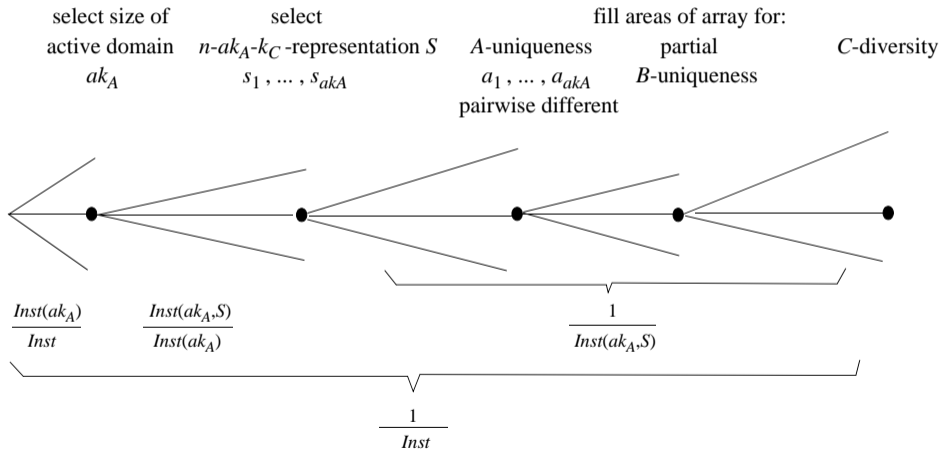 select size of
active domain
ak_A
select
n-ak_A-k_C-representation S
s_1 , ... , s_akA
fill areas of array for:
A-uniqueness
a_1 , ... , a_akA
pairwise different
partial
B-uniqueness
C-diversity
Inst(ak_A)
Inst
Inst(ak_A,S)
Inst(ak_A)
1
Inst(ak_A,S)
1
Inst